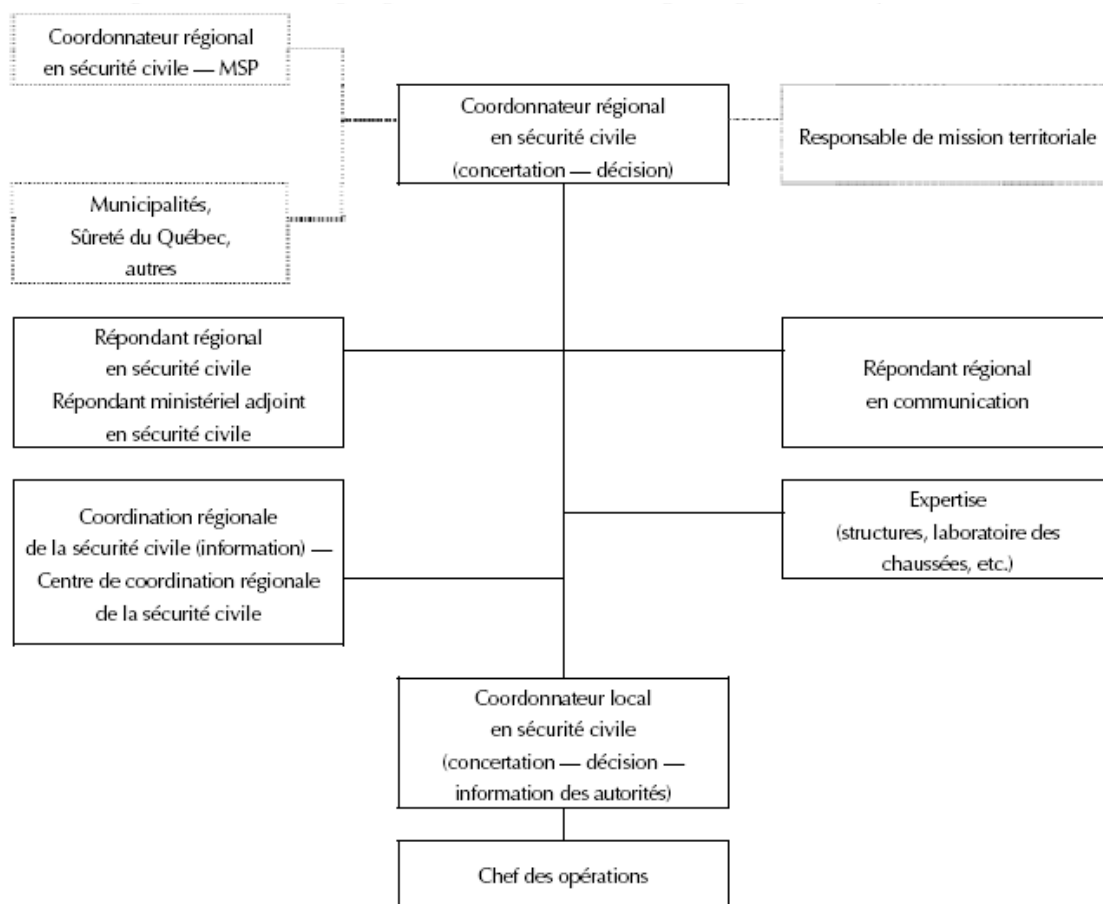 Coordonnateur régional
en sécurité civile — MSP
Coordonnateur régional
en sécurité civile
(concertation — décision)
Responsable de mission territoriale
Municipalités,
Sûreté du Québec,
autres
Répondant régional
en sécurité civile
Répondant ministériel adjoint
en sécurité civile
Répondant régional
en communication
Coordination régionale
de la sécurité civile (information) —
Centre de coordination régionale
de la sécurité civile
Expertise
(structures, laboratoire des
chaussées, etc.)
Coordonnateur local
en sécurité civile
(concertation — décision —
information des autorités)
Chef des opérations